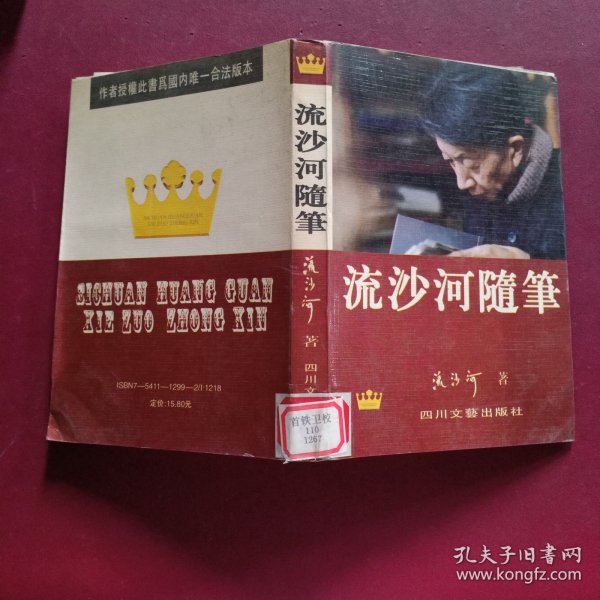 作者授權此書爲國内唯一合法版本
SICHUAN HUANG GUAN
XIE ZUO ZHONG XIN
ISBN7—5411—1299—2/I·1218
定价:15.80元
流沙河隨筆
流沙河 著
四川文
首铁卫校
110
1267
流沙河隨筆
流沙河 著
四川文藝出版社
孔夫子旧书网
www.kongfz.com